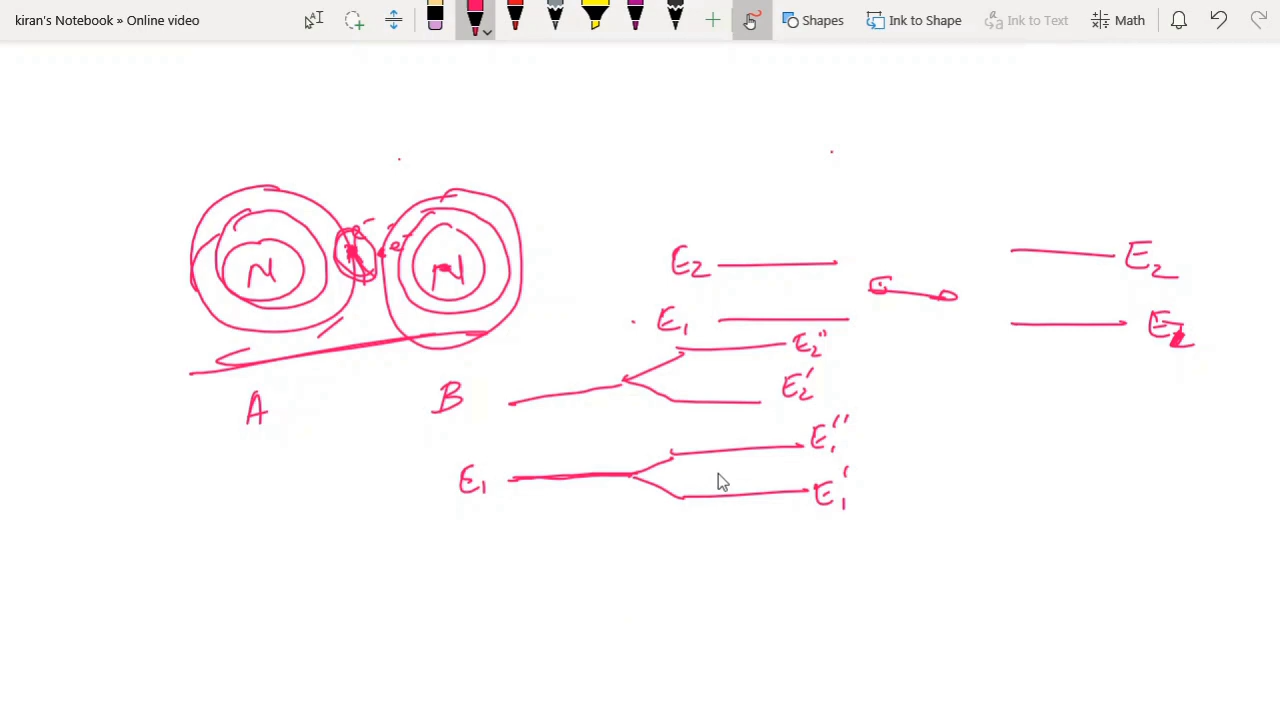 kiran's Notebook » Online video
Shapes
Ink to Shape
Ink to Text
Math
e⁻
e⁻
N
N
E₂
E₂
E₁
E₂''
E₂'
A
B
E₁''
E₁
E₁'